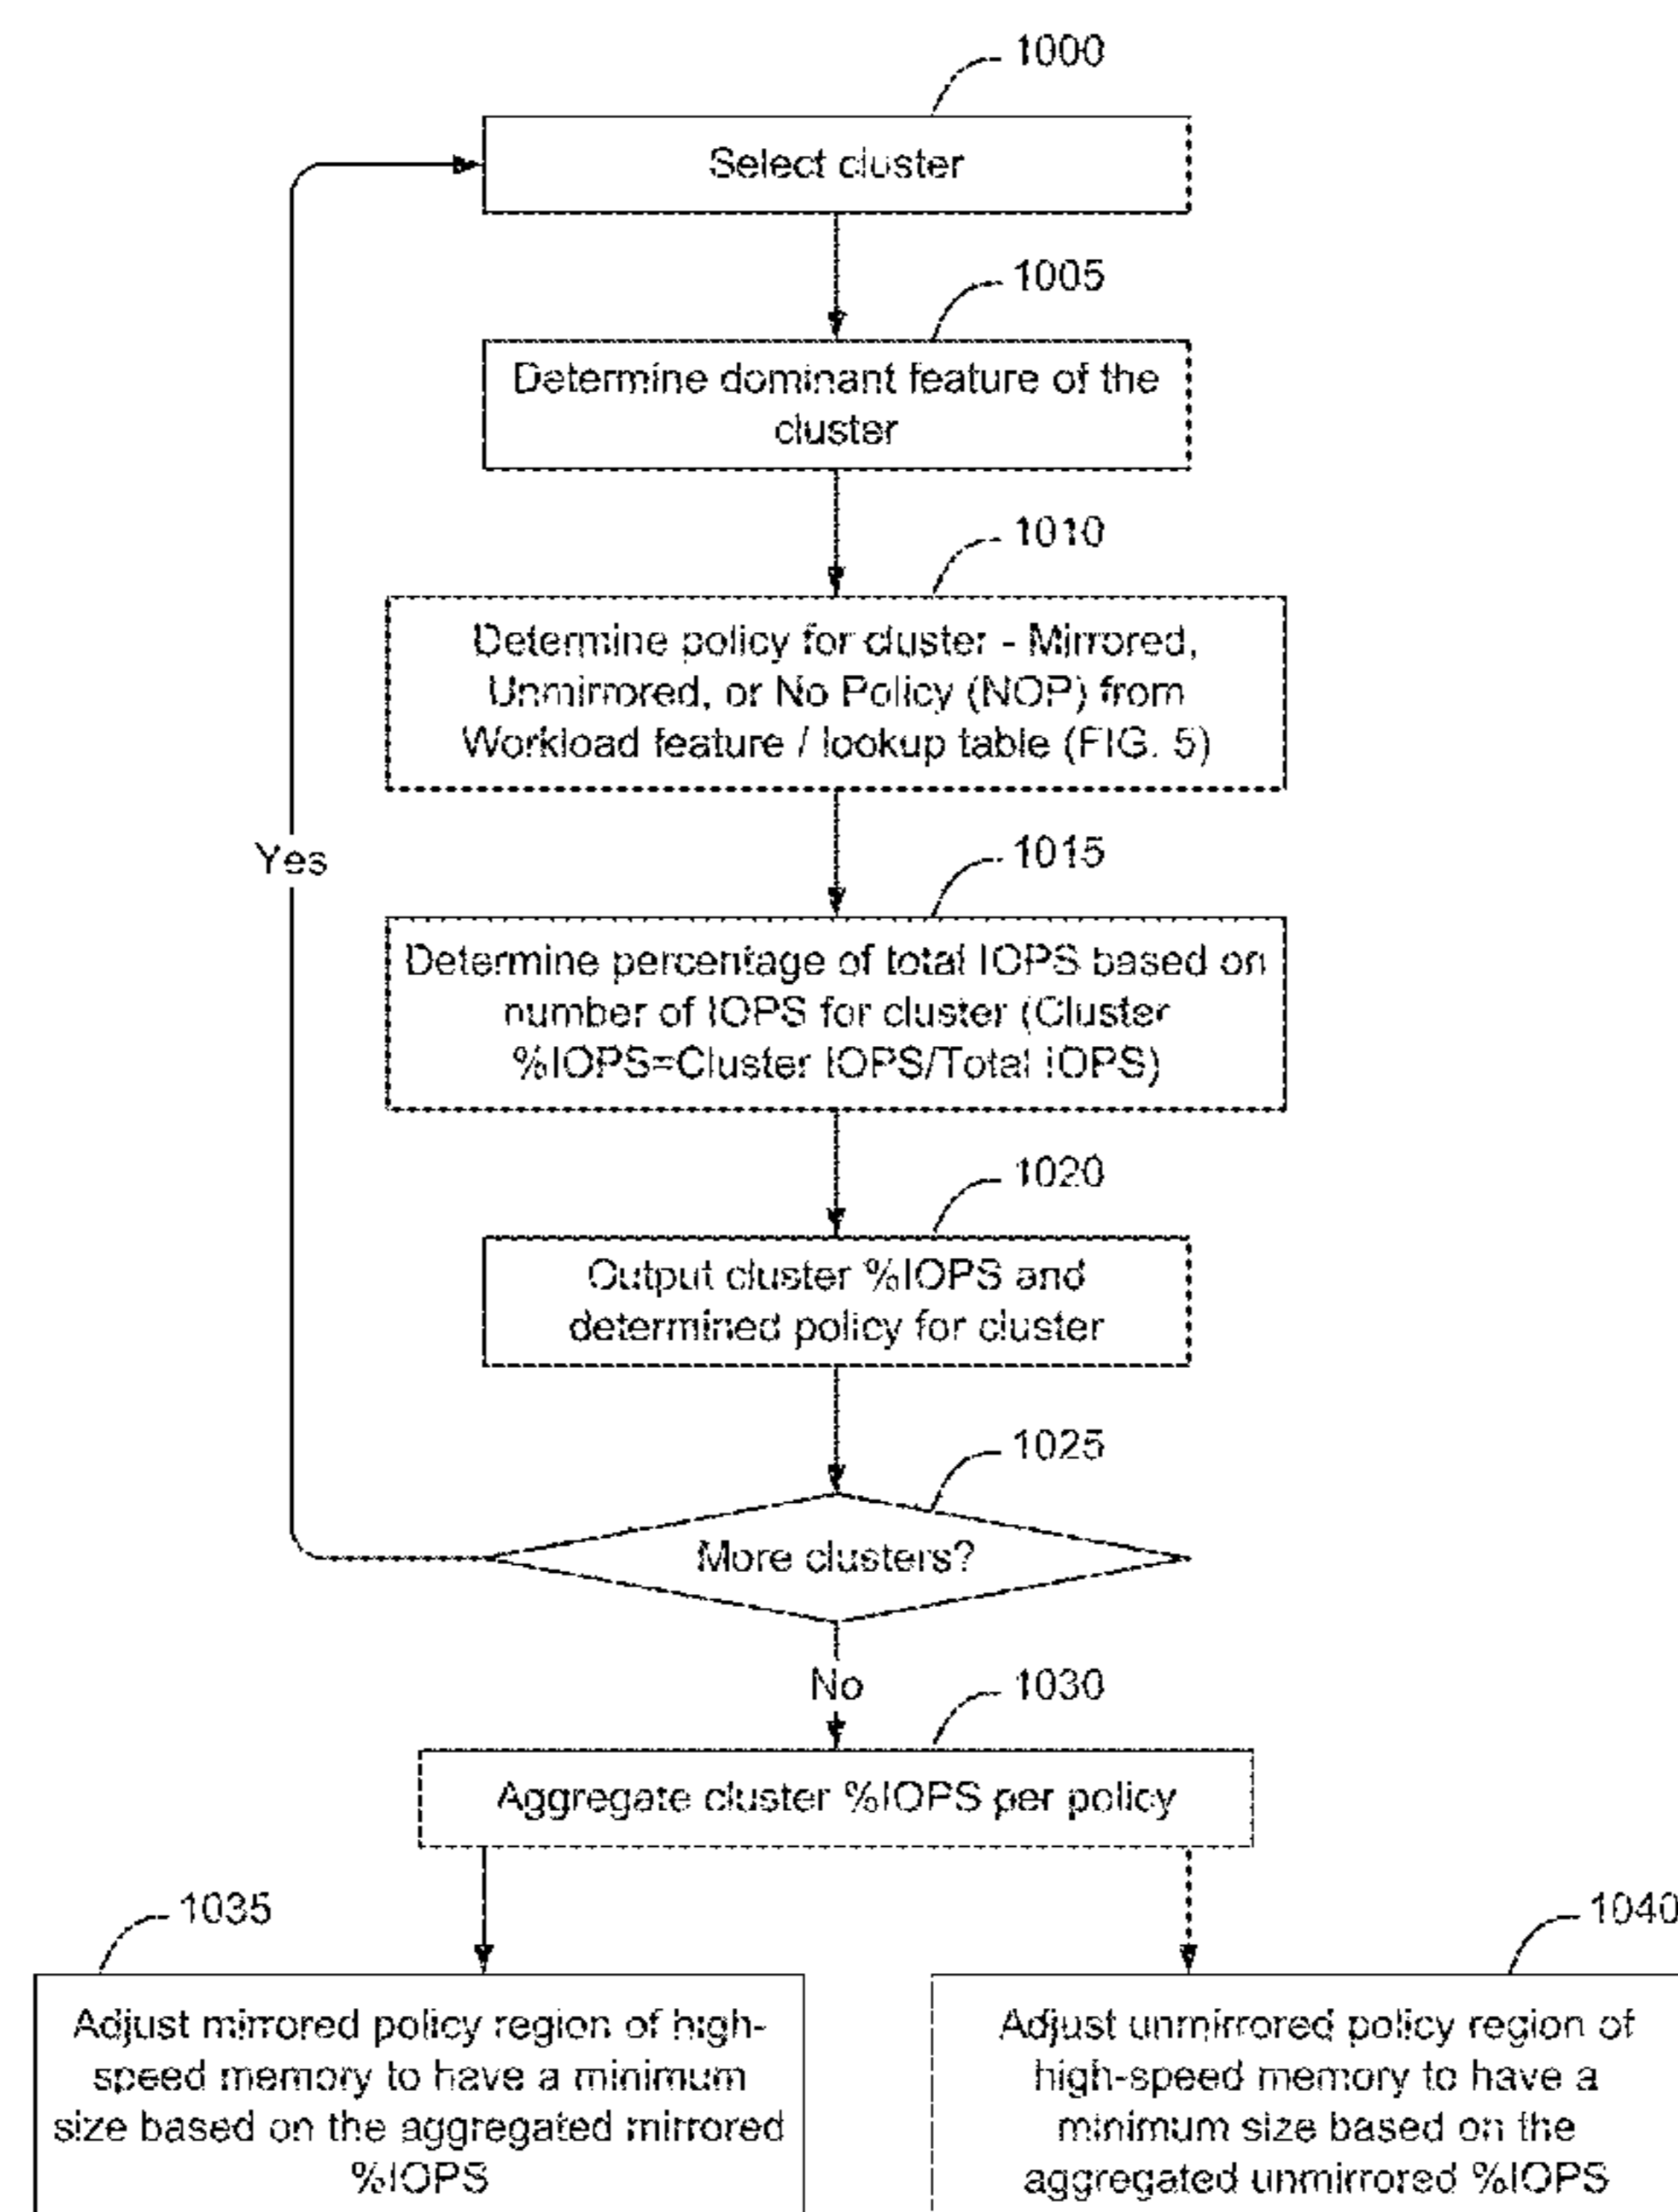 1000
Select cluster
1005
Determine dominant feature of the
cluster
1010
Determine policy for cluster - Mirrored,
Unmirrored, or No Policy (NOP) from
Workload feature / lookup table (FIG. 5)
Yes
1015
Determine percentage of total IOPS based on
number of IOPS for cluster (Cluster
%IOPS=Cluster IOPS/Total IOPS)
1020
Output cluster %IOPS and
determined policy for cluster
1025
More clusters?
No
1030
Aggregate cluster %IOPS per policy
1035
Adjust mirrored policy region of high-
speed memory to have a minimum
size based on the aggregated mirrored
%IOPS
1040
Adjust unmirrored policy region of
high-speed memory to have a
minimum size based on the
aggregated unmirrored %IOPS